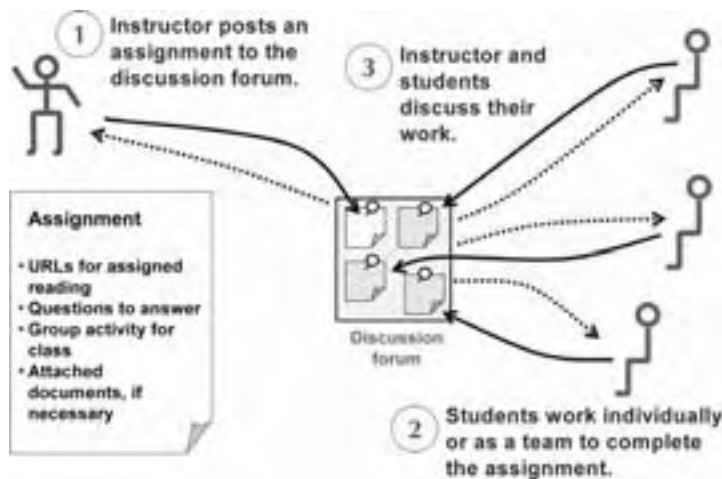 1
Instructor posts an
assignment to the
discussion forum.
3
Instructor and
students
discuss their
work.
Assignment
• URLs for assigned
reading
• Questions to answer
• Group activity for
class
• Attached
documents, if
necessary
Discussion
forum
2
Students work individually
or as a team to complete
the assignment.